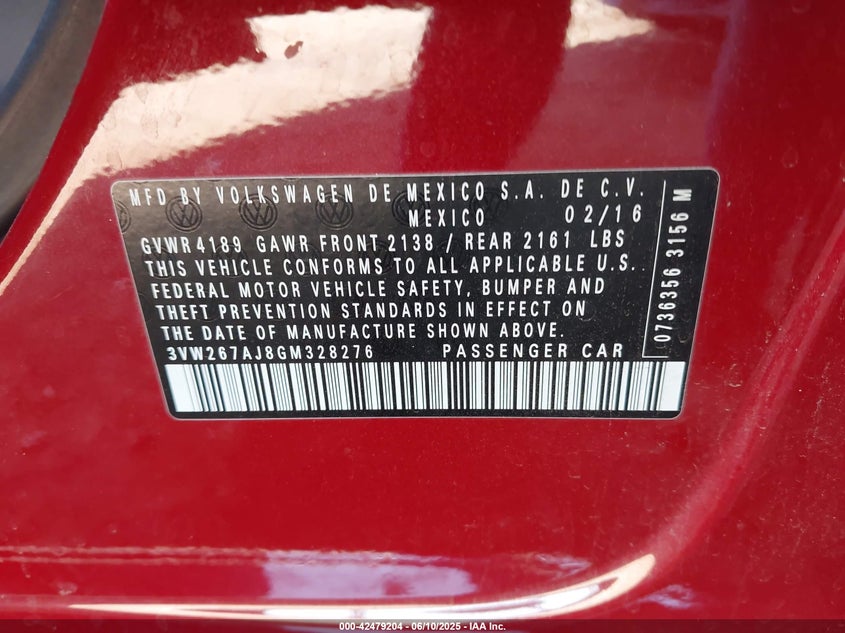 MFD BY VOLKSWAGEN DE MEXICO S.A. DE C.V.
MEXICO 02/16
GVWR 4189 GAWR FRONT 2138 / REAR 2161 LBS
THIS VEHICLE CONFORMS TO ALL APPLICABLE U.S.
FEDERAL MOTOR VEHICLE SAFETY, BUMPER AND
THEFT PREVENTION STANDARDS IN EFFECT ON
THE DATE OF MANUFACTURE SHOWN ABOVE.
3VW267AJ8GM328276 PASSENGER CAR
0736356 3156 M
000-42479204 - 06/10/2025 - IAA Inc.